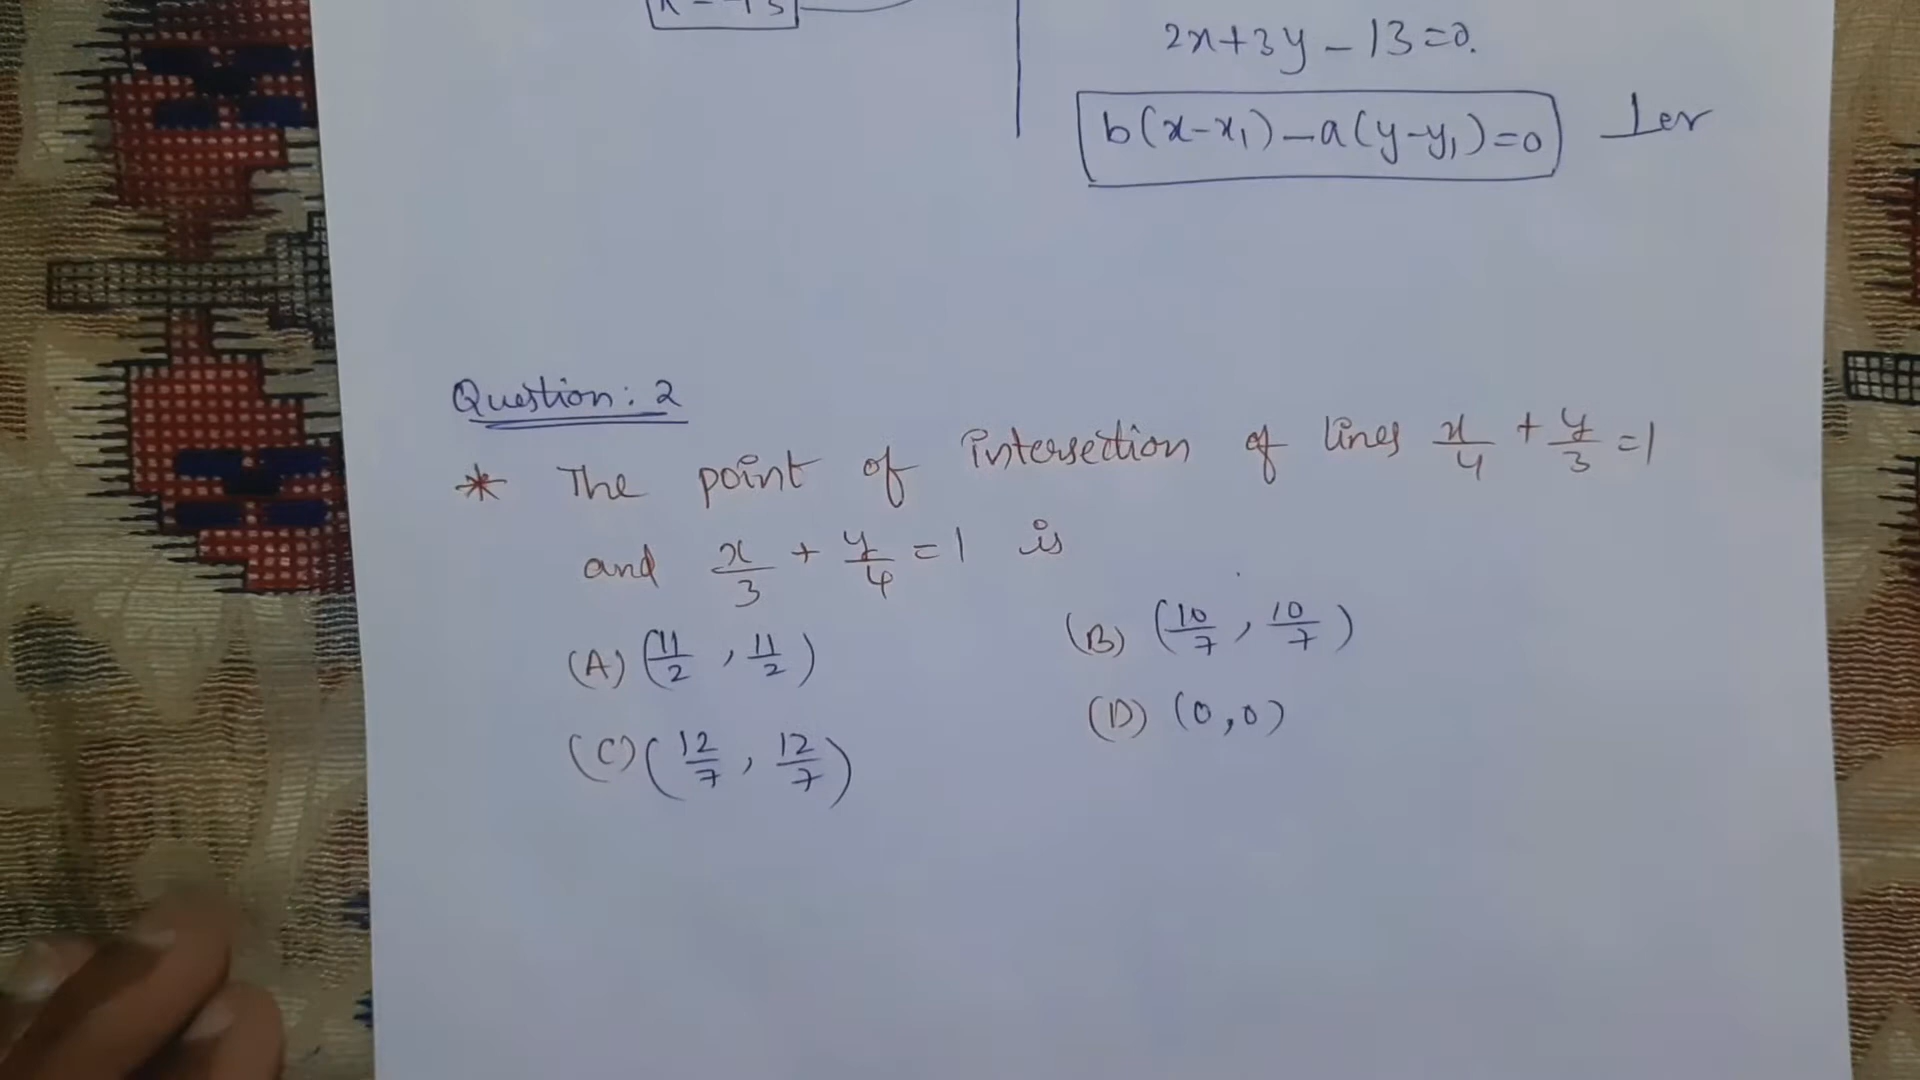 2x+3y-13=0.
b(x-x₁)-a(y-y₁)=0 ⊥er
Question: 2
* The point of intersection of lines x/4 + y/3 = 1
and x/3 + y/4 = 1 is
(A) (11/2, 11/2) (B) (10/7, 10/7)
(C) (12/7, 12/7) (D) (0,0)